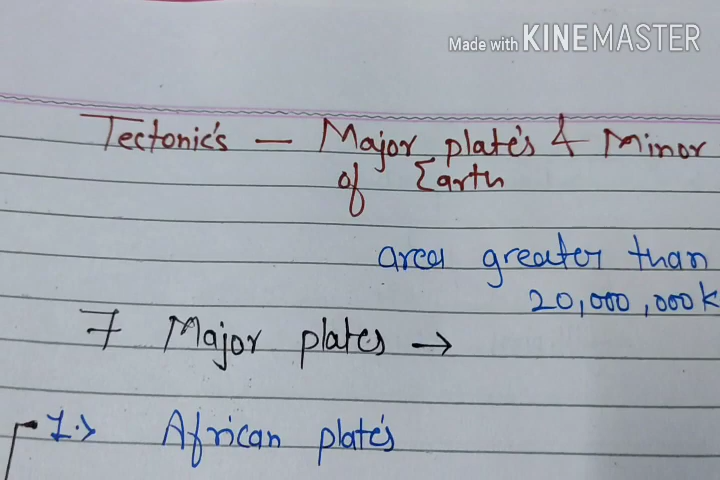 Made with KINEMASTER
Tectonic's — Major plate's & Minor
of Earth
area greater than
20,000,000 k
7 Major plates →
1.> African plate's